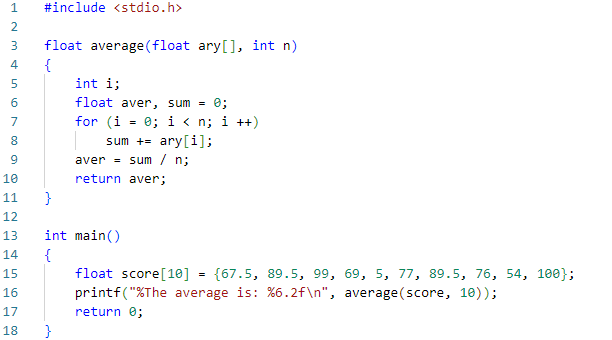 1 #include <stdio.h>
2
3 float average(float ary[], int n)
4 {
5     int i;
6     float aver, sum = 0;
7     for (i = 0; i < n; i ++)
8         sum += ary[i];
9     aver = sum / n;
10     return aver;
11 }
12
13 int main()
14 {
15     float score[10] = {67.5, 89.5, 99, 69, 5, 77, 89.5, 76, 54, 100};
16     printf("%The average is: %6.2f\n", average(score, 10));
17     return 0;
18 }